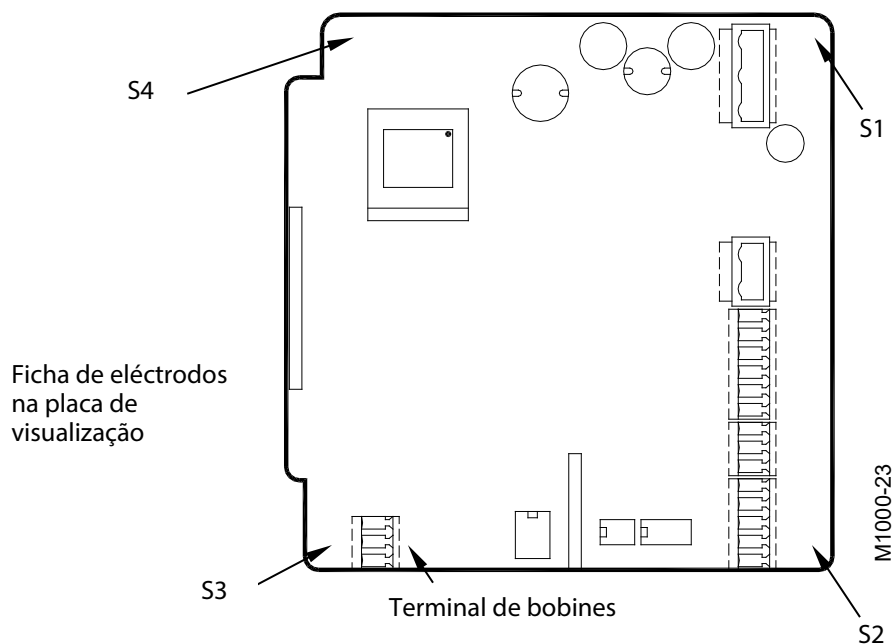 S4
S1
Ficha de eléctrodos
na placa de
visualização
M1000-23
S3
Terminal de bobines
S2